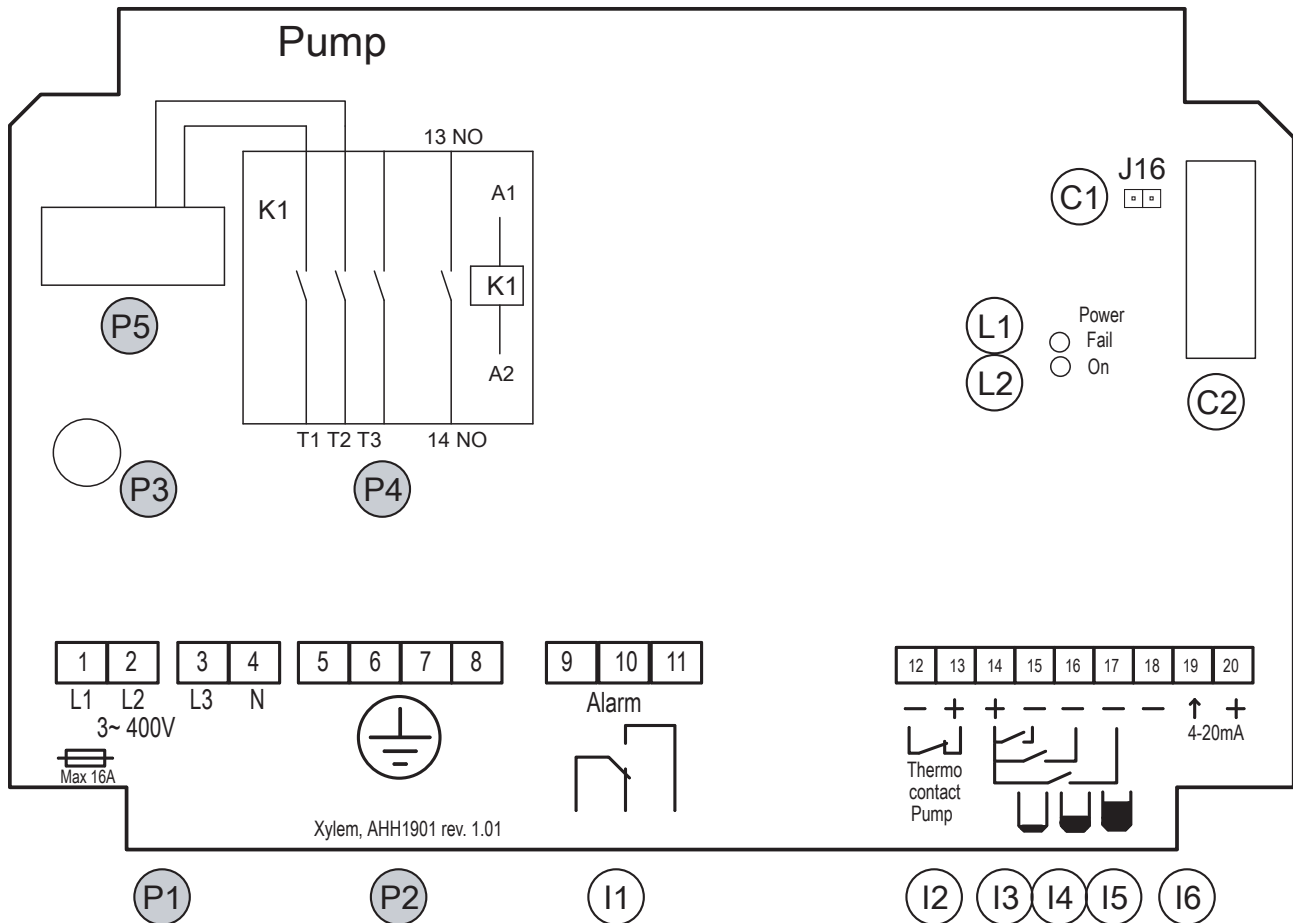 Pump
13 NO
K1
A1
K1
A2
T1 T2 T3
14 NO
P5
P3
P4
J16
C1
L1
L2
Power
Fail
On
C2
1 2 3 4 5 6 7 8 9 10 11 12 13 14 15 16 17 18 19 20
L1 L2 L3 N
3~ 400V
Max 16A
Alarm
− + + − − − − ↑ +
4-20mA
Thermo
contact
Pump
Xylem, AHH1901 rev. 1.01
P1 P2 I1 I2 I3 I4 I5 I6